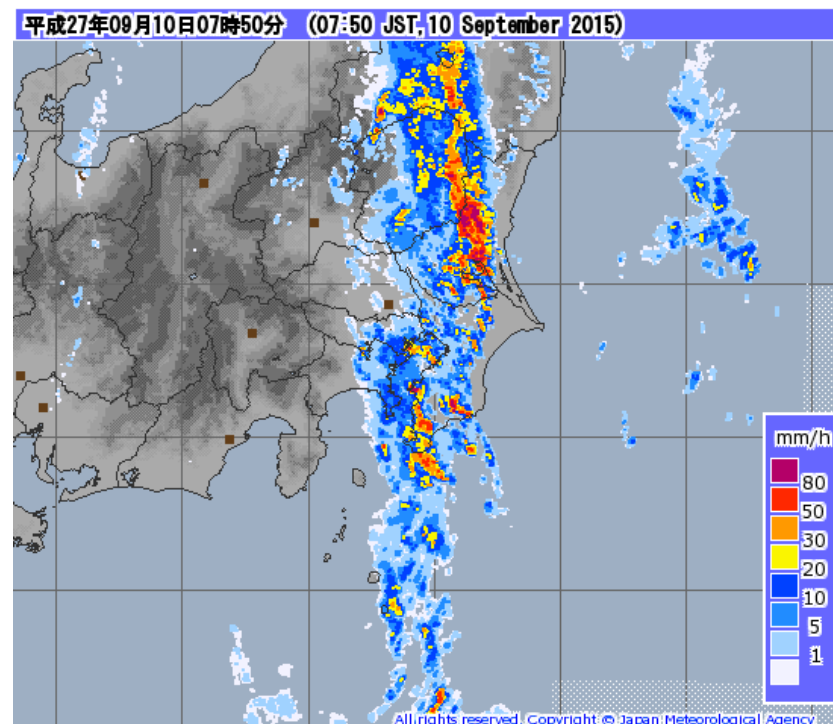 平成27年09月10日07時50分 (07:50 JST, 10 September 2015)
mm/h
80
50
30
20
10
5
1
All rights reserved. Copyright © Japan Meteorological Agency